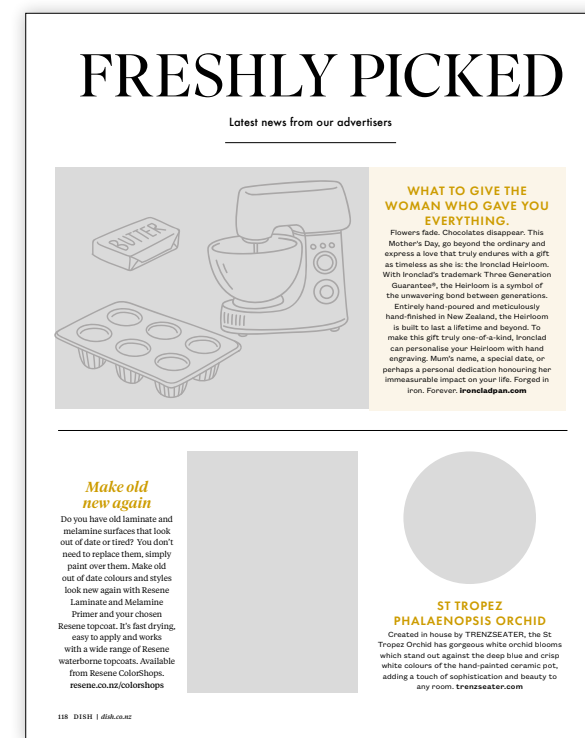 FRESHLY PICKED
Latest news from our advertisers
BUTTER
WHAT TO GIVE THE
WOMAN WHO GAVE YOU
EVERYTHING.
Flowers fade. Chocolates disappear. This
Mother's Day, go beyond the ordinary and
express a love that truly endures with a gift
as timeless as she is: the Ironclad Heirloom.
With Ironclad's trademark Three Generation
Guarantee®, the Heirloom is a symbol of
the unwavering bond between generations.
Entirely hand-poured and meticulously
hand-finished in New Zealand, the Heirloom
is built to last a lifetime and beyond. To
make this gift truly one-of-a-kind, Ironclad
can personalise your Heirloom with hand
engraving. Mum's name, a special date, or
perhaps a personal dedication honouring her
immeasurable impact on your life. Forged in
iron. Forever. ironcladpan.com
Make old
new again
Do you have old laminate and
melamine surfaces that look
out of date or tired? You don't
need to replace them, simply
paint over them. Make old
out of date colours and styles
look new again with Resene
Laminate and Melamine
Primer and your chosen
Resene topcoat. It's fast drying,
easy to apply and works
with a wide range of Resene
waterborne topcoats. Available
from Resene ColorShops.
resene.co.nz/colorshops
ST TROPEZ
PHALAENOPSIS ORCHID
Created in house by TRENZSEATER, the St
Tropez Orchid has gorgeous white orchid blooms
which stand out against the deep blue and crisp
white colours of the hand-painted ceramic pot,
adding a touch of sophistication and beauty to
any room. trenzseater.com
118 DISH | dish.co.nz